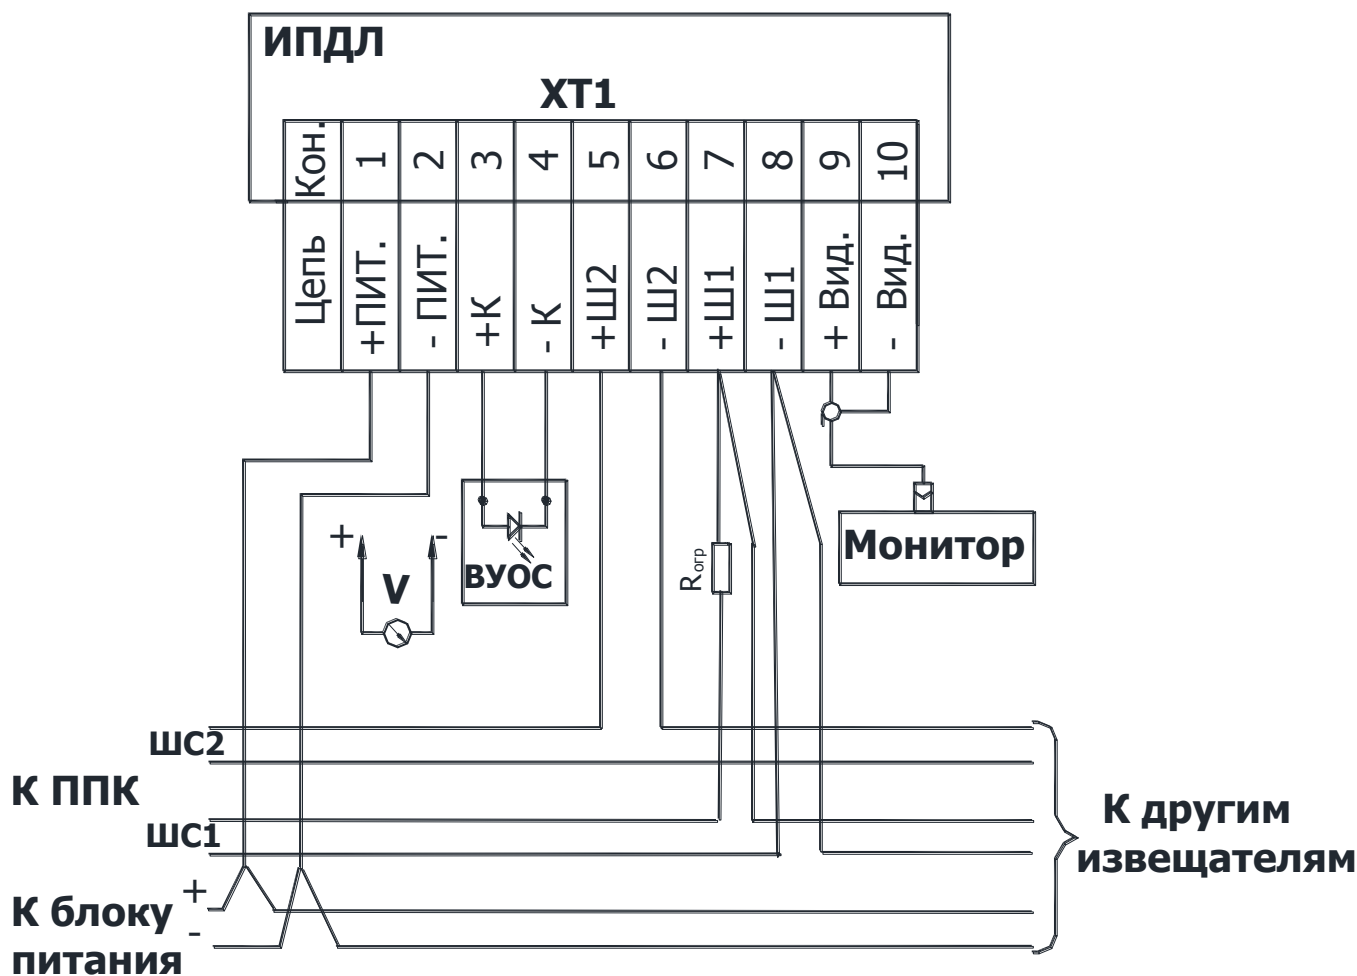 ИПДЛ
XT1
Кон. 1 2 3 4 5 6 7 8 9 10
Цепь +ПИТ. - ПИТ. +К - К +Ш2 - Ш2 +Ш1 - Ш1 + Вид. - Вид.
+ -
V
ВУОС
Rогр
Монитор
ШС2
К ППК
ШС1
К другим
извещателям
+
К блоку
-
питания